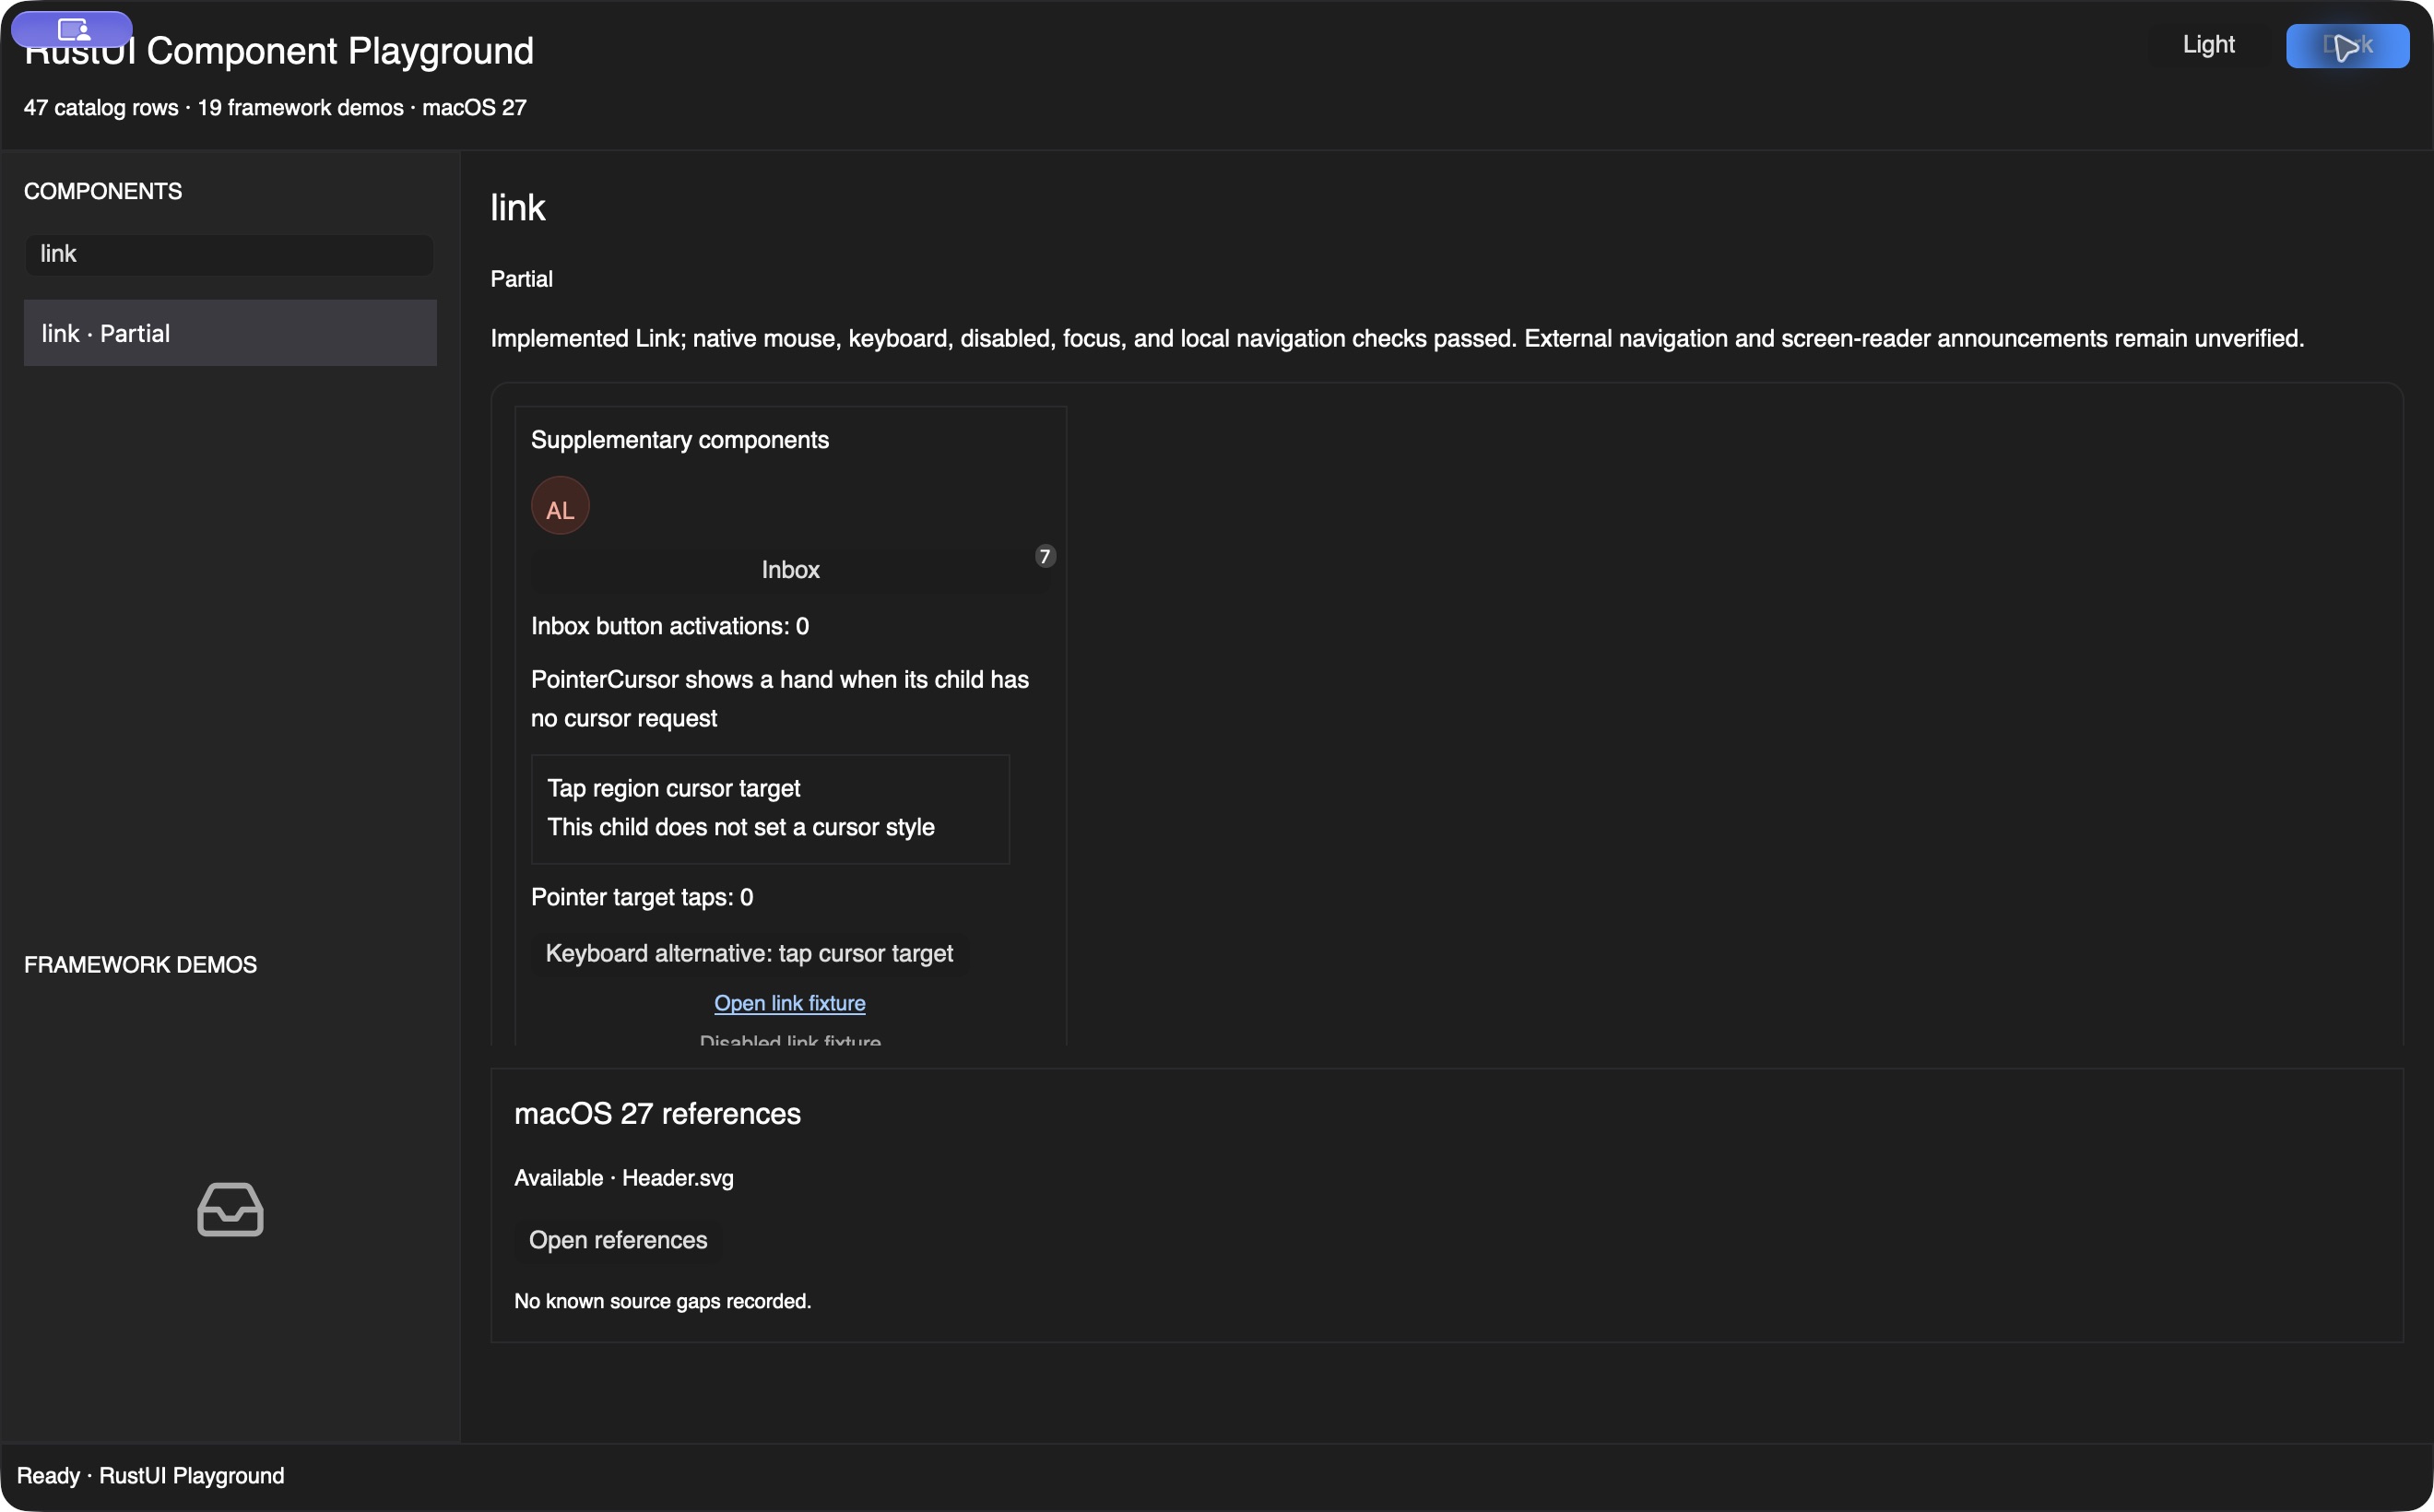 RustUI Component Playground
47 catalog rows · 19 framework demos · macOS 27
Light
COMPONENTS
link
link · Partial
FRAMEWORK DEMOS
link
Partial
Implemented Link; native mouse, keyboard, disabled, focus, and local navigation checks passed. External navigation and screen-reader announcements remain unverified.
Supplementary components
AL
Inbox
7
Inbox button activations: 0
PointerCursor shows a hand when its child has
no cursor request
Tap region cursor target
This child does not set a cursor style
Pointer target taps: 0
Keyboard alternative: tap cursor target
Open link fixture
Disabled link fixture
macOS 27 references
Available · Header.svg
Open references
No known source gaps recorded.
Ready · RustUI Playground